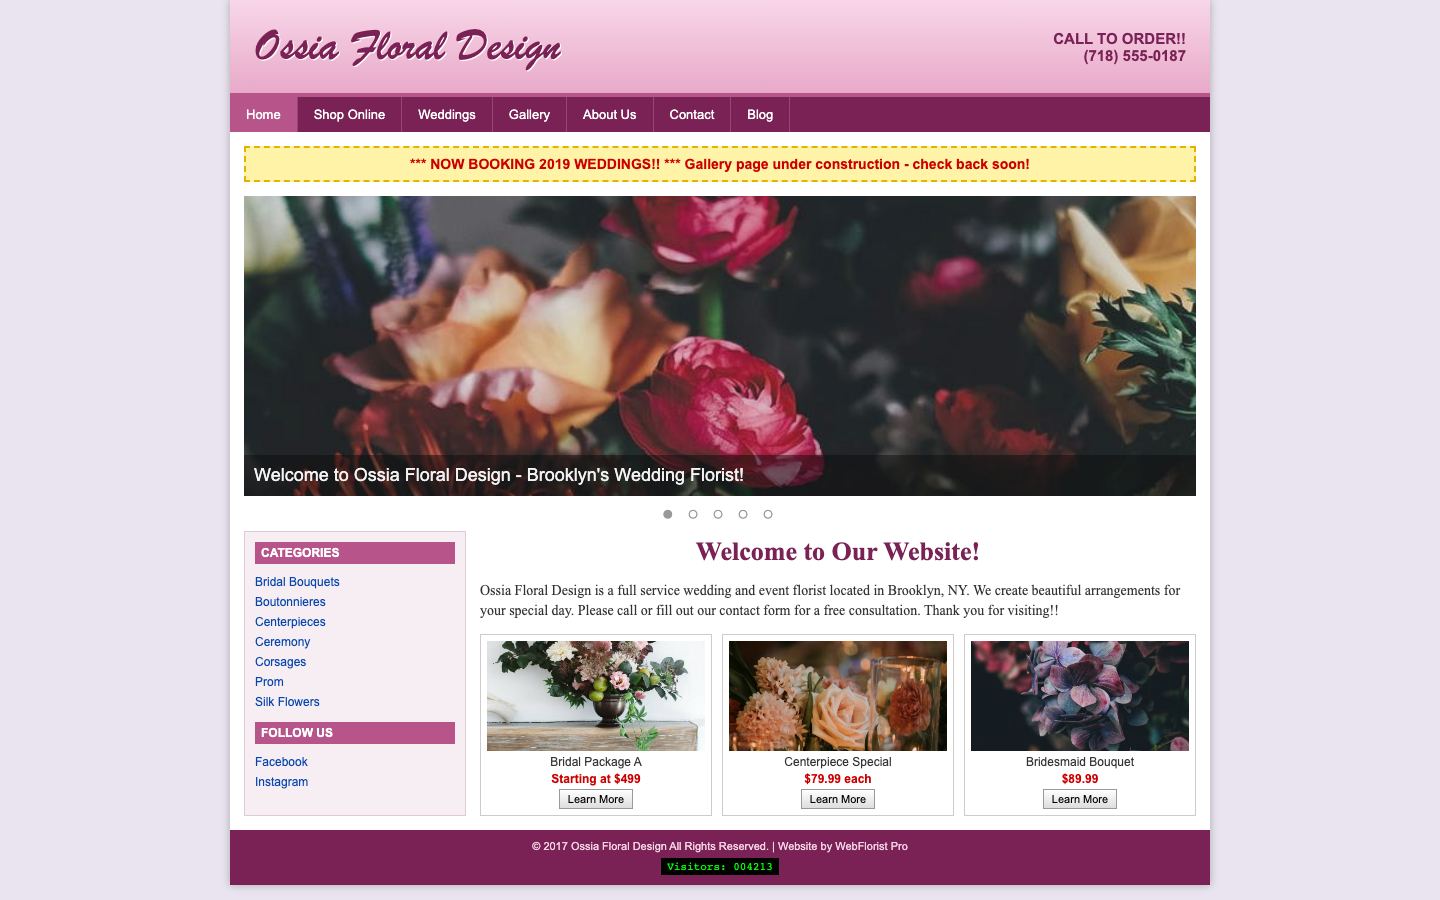 Ossia Floral Design
CALL TO ORDER!!
(718) 555-0187
Home Shop Online Weddings Gallery About Us Contact Blog
*** NOW BOOKING 2019 WEDDINGS!! *** Gallery page under construction - check back soon!
Welcome to Ossia Floral Design - Brooklyn's Wedding Florist!
CATEGORIES
Bridal Bouquets
Boutonnieres
Centerpieces
Ceremony
Corsages
Prom
Silk Flowers
FOLLOW US
Facebook
Instagram
Welcome to Our Website!
Ossia Floral Design is a full service wedding and event florist located in Brooklyn, NY. We create beautiful arrangements for
your special day. Please call or fill out our contact form for a free consultation. Thank you for visiting!!
Bridal Package A
Starting at $499
Learn More
Centerpiece Special
$79.99 each
Learn More
Bridesmaid Bouquet
$89.99
Learn More
© 2017 Ossia Floral Design All Rights Reserved. | Website by WebFlorist Pro
Visitors: 004213